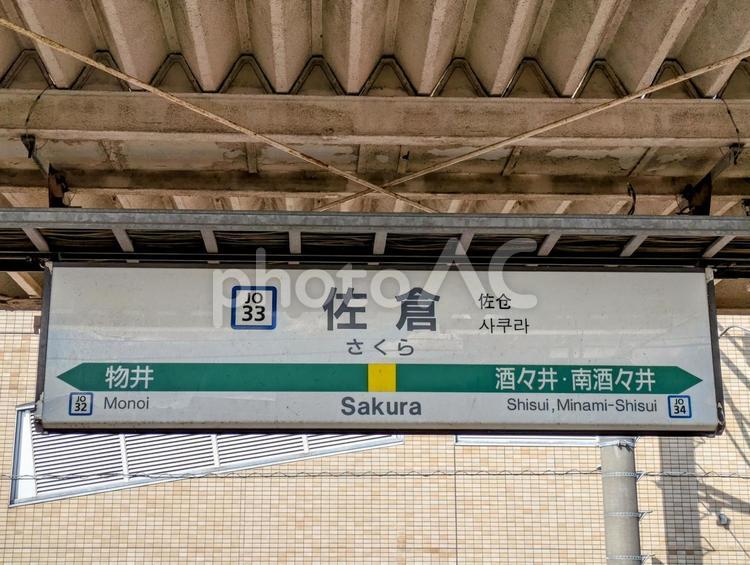 photoAC
JO
33
佐倉
佐仓
사쿠라
さくら
物井
酒々井・南酒々井
JO
32
Monoi
Sakura
Shisui, Minami-Shisui
JO
34